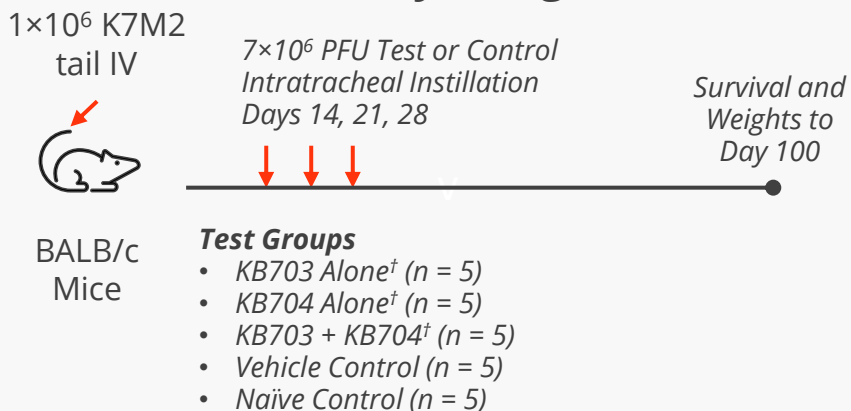 1×10⁶ K7M2
tail IV
7×10⁶ PFU Test or Control
Intratracheal Instillation
Days 14, 21, 28
Survival and
Weights to
Day 100
BALB/c
Mice
Test Groups
• KB703 Alone† (n = 5)
• KB704 Alone† (n = 5)
• KB703 + KB704† (n = 5)
• Vehicle Control (n = 5)
• Naïve Control (n = 5)